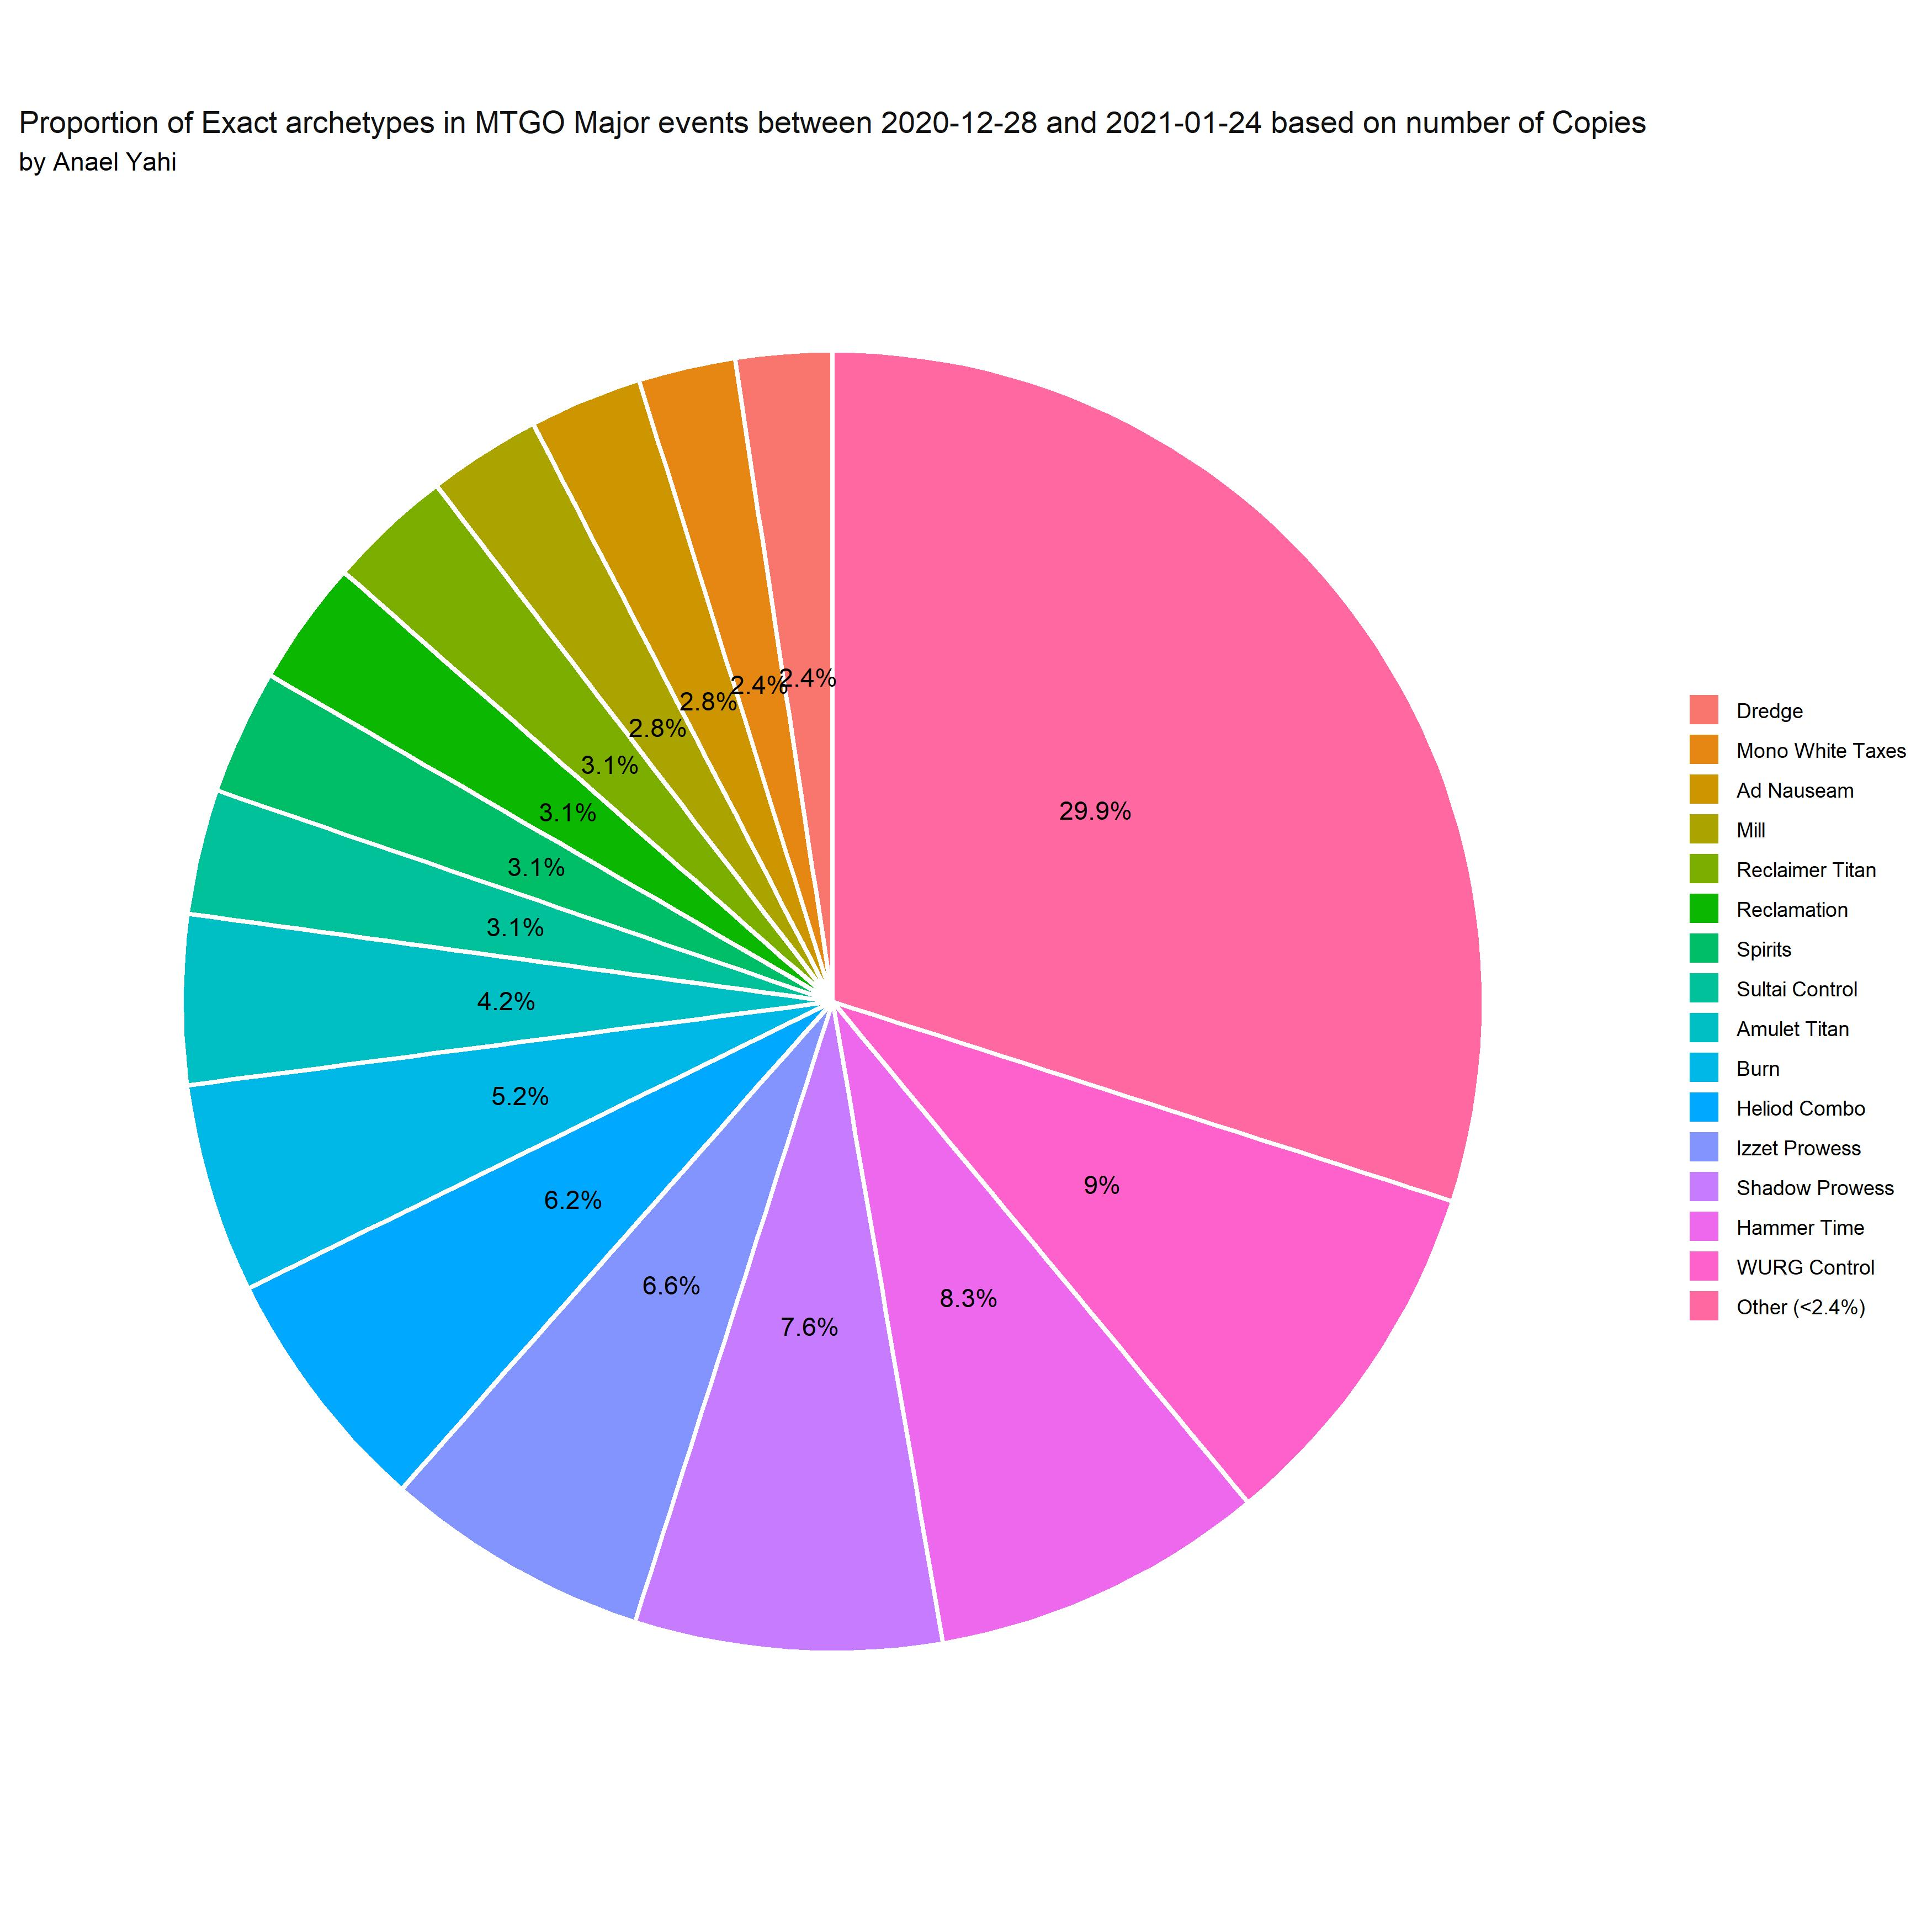 Proportion of Exact archetypes in MTGO Major events between 2020-12-28 and 2021-01-24 based on number of Copies
by Anael Yahi
2.4%
2.4%
2.8%
2.8%
3.1%
3.1%
3.1%
3.1%
4.2%
5.2%
6.2%
6.6%
7.6%
8.3%
9%
29.9%
Dredge
Mono White Taxes
Ad Nauseam
Mill
Reclaimer Titan
Reclamation
Spirits
Sultai Control
Amulet Titan
Burn
Heliod Combo
Izzet Prowess
Shadow Prowess
Hammer Time
WURG Control
Other (<2.4%)